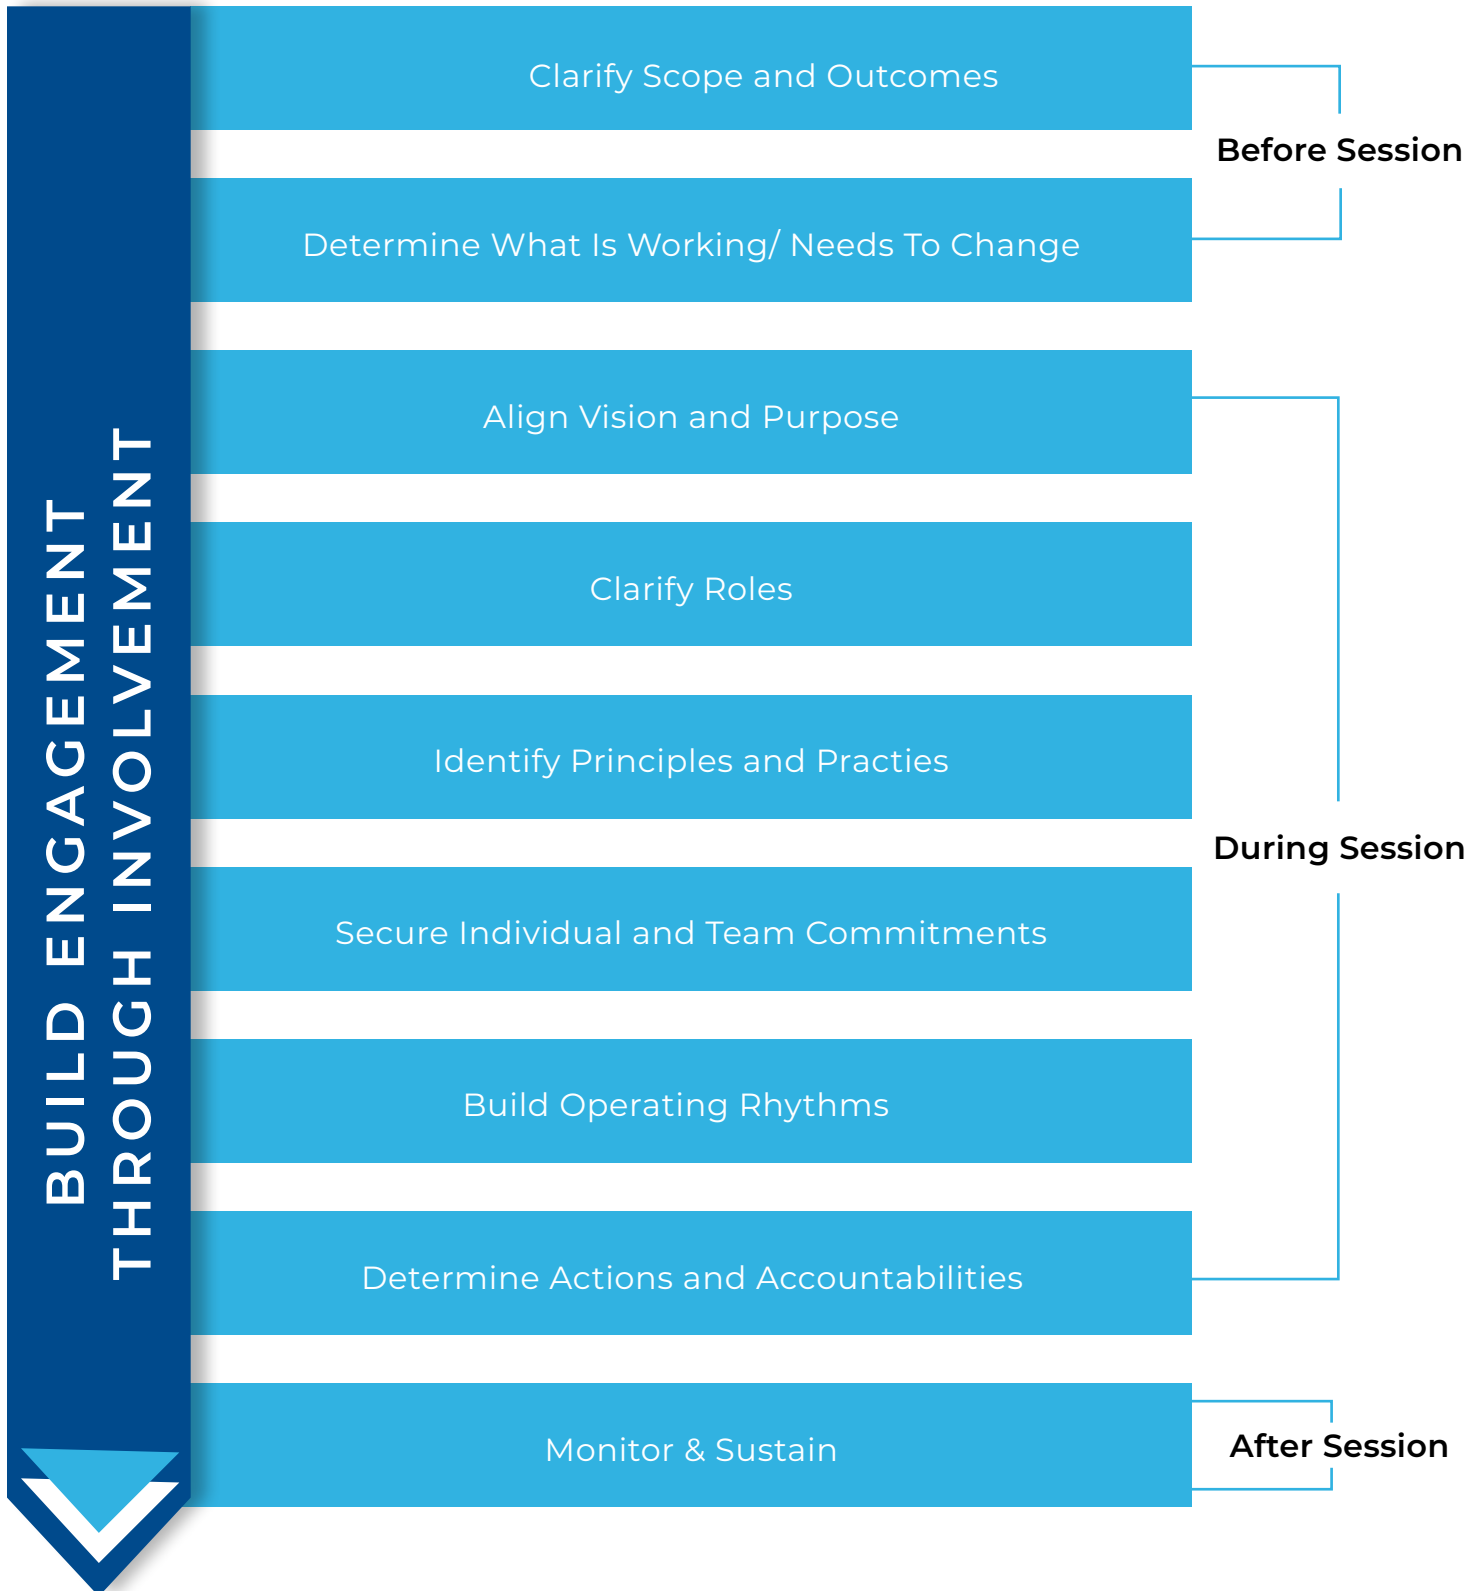 BUILD ENGAGEMENT
THROUGH INVOLVEMENT
Clarify Scope and Outcomes
Before Session
Determine What Is Working/ Needs To Change
Align Vision and Purpose
Clarify Roles
Identify Principles and Practies
During Session
Secure Individual and Team Commitments
Build Operating Rhythms
Determine Actions and Accountabilities
Monitor & Sustain
After Session